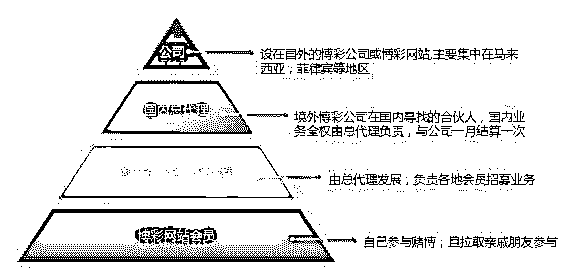 公司
设在国外的博彩公司或博彩网站,主要集中在马来
西亚；菲律宾等地区
国内总代理
境外博彩公司在国内寻找的合伙人，国内业
务全权由总代理负责，与公司一月结算一次
由总代理发展；负责各地会员招募业务
博彩网站会员
自己参与赌博；且拉取亲戚朋友参与